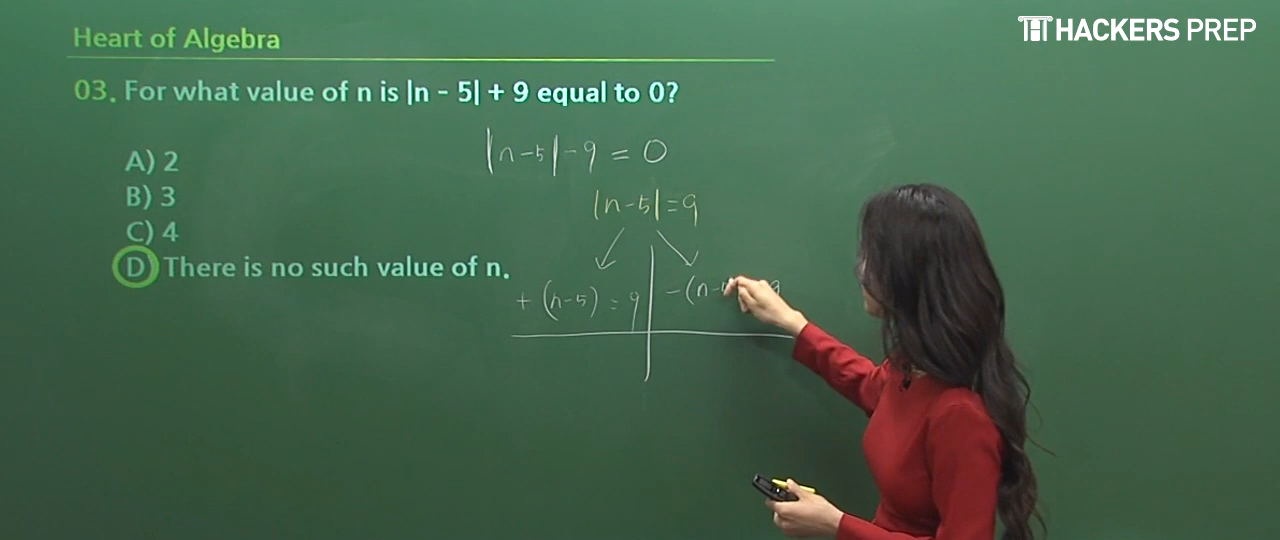 HACKERS PREP
Heart of Algebra
03. For what value of n is |n - 5| + 9 equal to 0?
|n-5|-9 = 0
A) 2
B) 3
|n-5|=9
C) 4
D) There is no such value of n.
+(n-5) = 9
-(n-
9